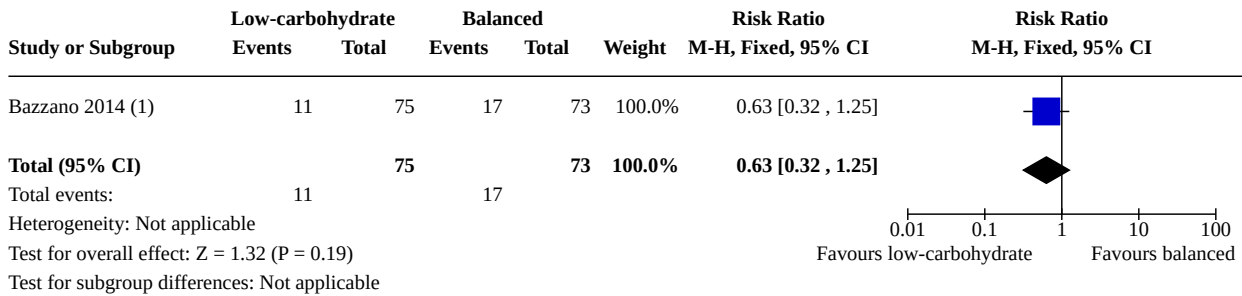 Low-carbohydrate Balanced Risk Ratio Risk Ratio
Study or Subgroup Events Total Events Total Weight M-H, Fixed, 95% CI M-H, Fixed, 95% CI
Bazzano 2014 (1) 11 75 17 73 100.0% 0.63 [0.32 , 1.25]
Total (95% CI) 75 73 100.0% 0.63 [0.32 , 1.25]
Total events: 11 17
Heterogeneity: Not applicable
0.01 0.1 1 10 100
Test for overall effect: Z = 1.32 (P = 0.19) Favours low-carbohydrate Favours balanced
Test for subgroup differences: Not applicable